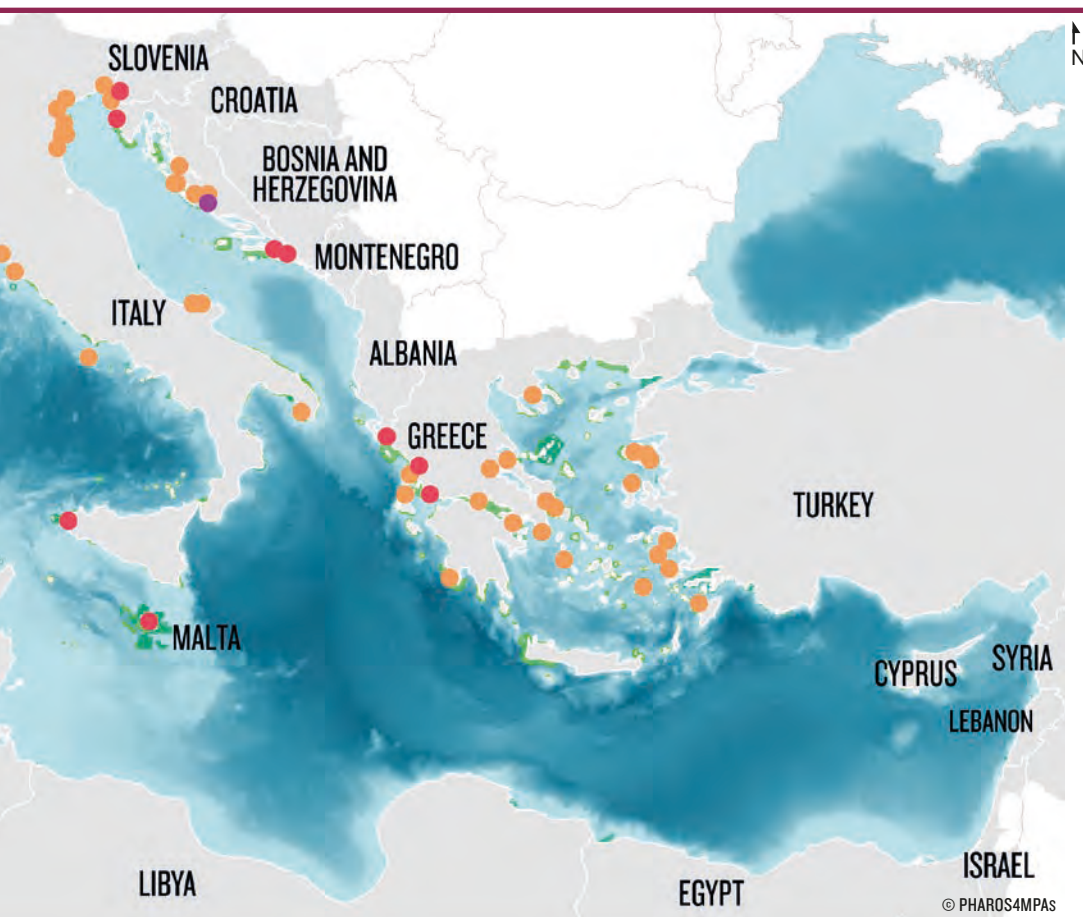 N
SLOVENIA
CROATIA
BOSNIA AND
HERZEGOVINA
MONTENEGRO
ITALY
ALBANIA
GREECE
TURKEY
MALTA
CYPRUS
SYRIA
LEBANON
ISRAEL
LIBYA
EGYPT
© PHAROS4MPAs